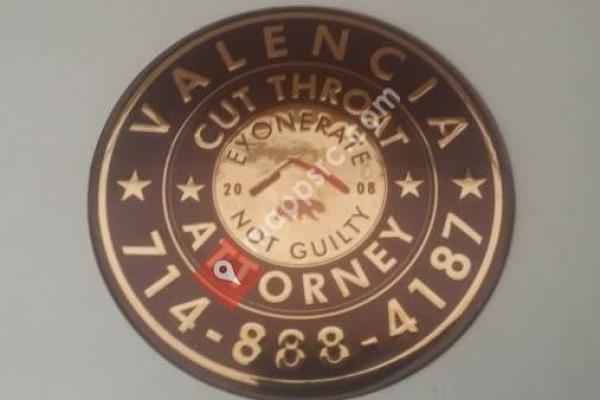 VALENCIA
CUT THROAT
EXONERATE
20 08
NOT GUILTY
ATTORNEY
714-888-4187